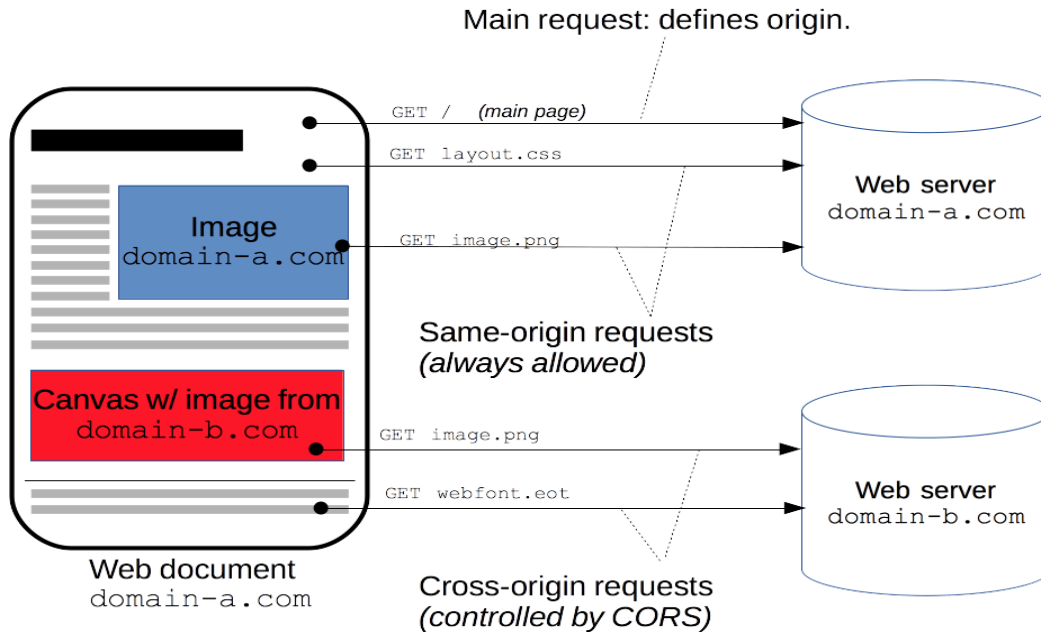 Main request: defines origin.
GET / (main page)
GET layout.css
Web server
domain-a.com
Image
domain-a.com
GET image.png
Same-origin requests
(always allowed)
Canvas w/ image from
domain-b.com
GET image.png
GET webfont.eot
Web server
domain-b.com
Web document
domain-a.com
Cross-origin requests
(controlled by CORS)